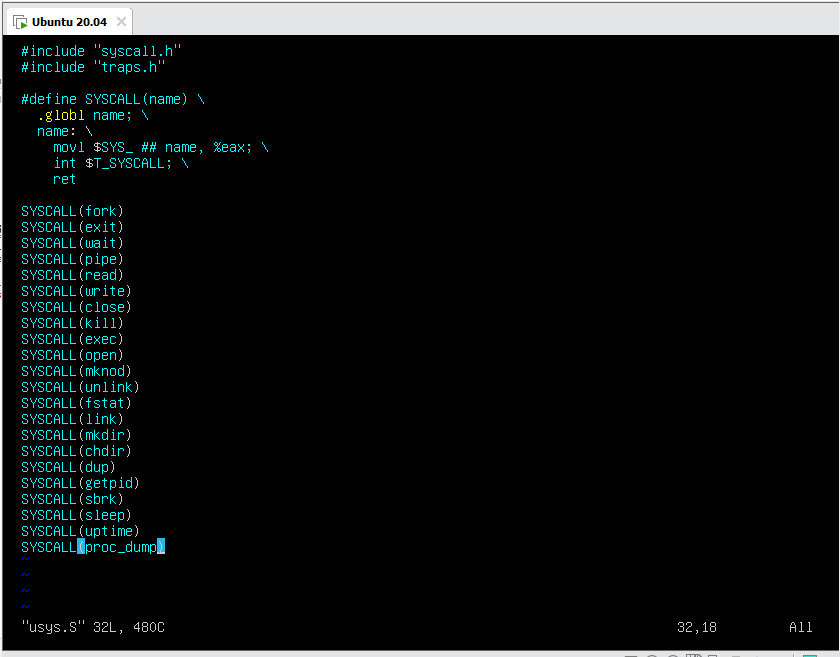 Ubuntu 20.04
#include "syscall.h"
#include "traps.h"
#define SYSCALL(name) \
  .globl name; \
  name: \
    movl $SYS_ ## name, %eax; \
    int $T_SYSCALL; \
    ret
SYSCALL(fork)
SYSCALL(exit)
SYSCALL(wait)
SYSCALL(pipe)
SYSCALL(read)
SYSCALL(write)
SYSCALL(close)
SYSCALL(kill)
SYSCALL(exec)
SYSCALL(open)
SYSCALL(mknod)
SYSCALL(unlink)
SYSCALL(fstat)
SYSCALL(link)
SYSCALL(mkdir)
SYSCALL(chdir)
SYSCALL(dup)
SYSCALL(getpid)
SYSCALL(sbrk)
SYSCALL(sleep)
SYSCALL(uptime)
SYSCALL(proc_dump)
~
~
~
~
"usys.S" 32L, 480C 32,18 All